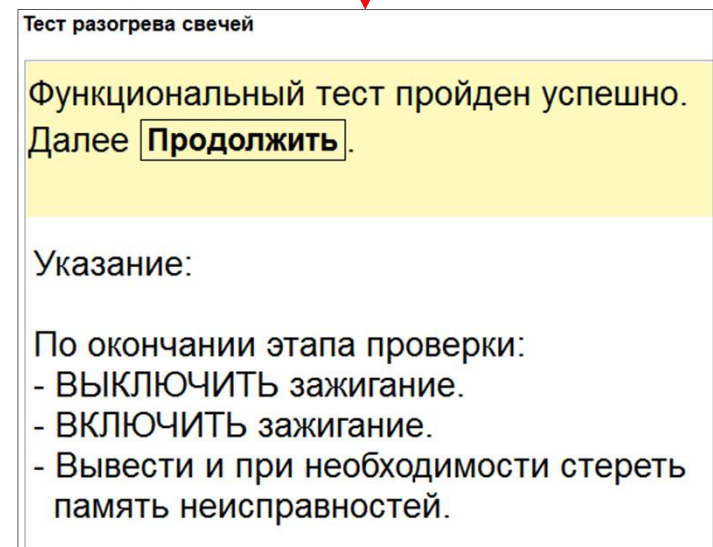 Тест разогрева свечей
Функциональный тест пройден успешно.
Далее Продолжить.
Указание:
По окончании этапа проверки:
- ВЫКЛЮЧИТЬ зажигание.
- ВКЛЮЧИТЬ зажигание.
- Вывести и при необходимости стереть
память неисправностей.